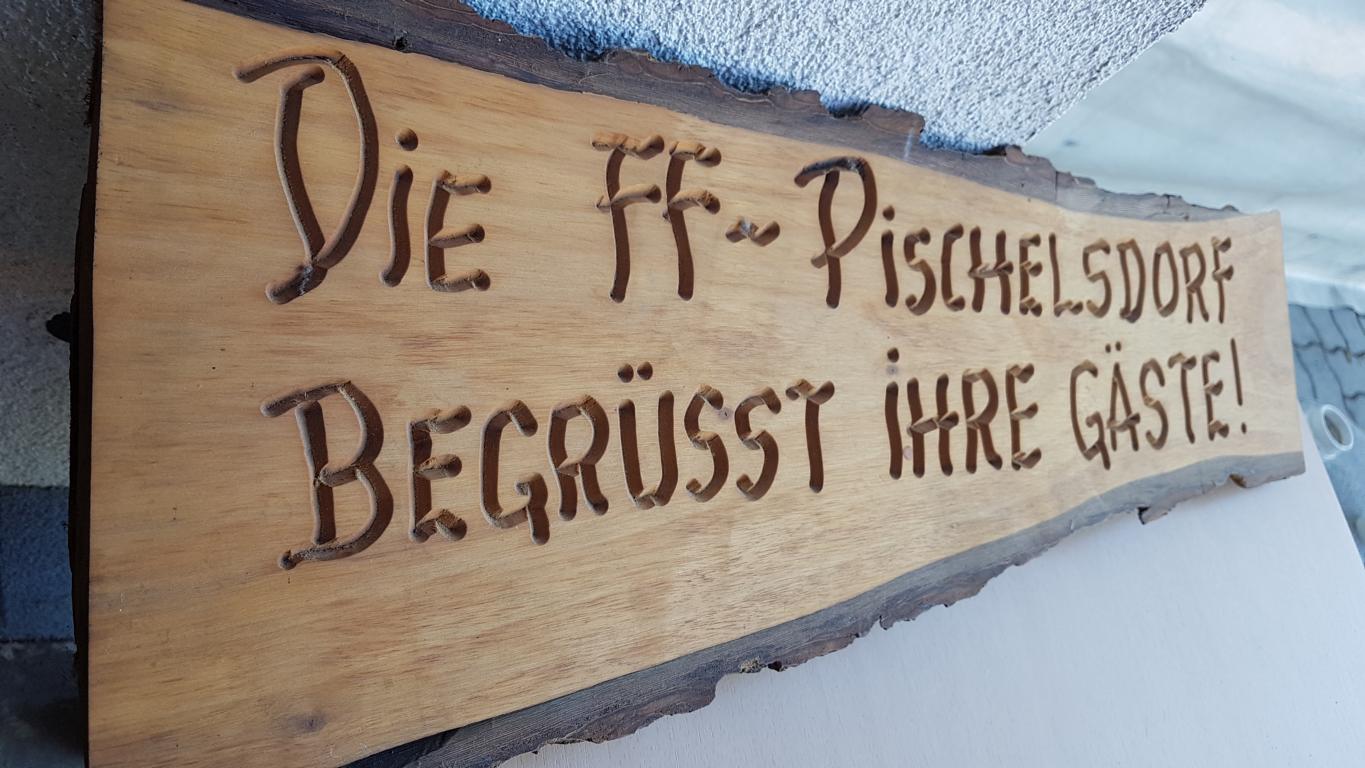 DiE FF-PiSCHELSDORF
BEGRÜSST iHRE GÄSTE!